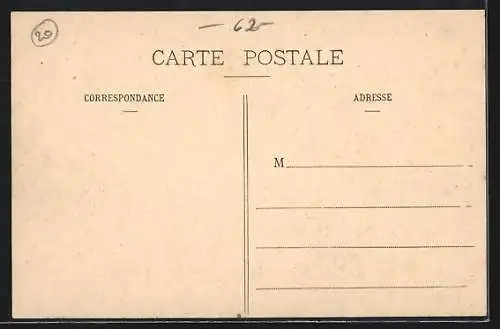 20
- 62 -
CARTE POSTALE
CORRESPONDANCE
ADRESSE
M